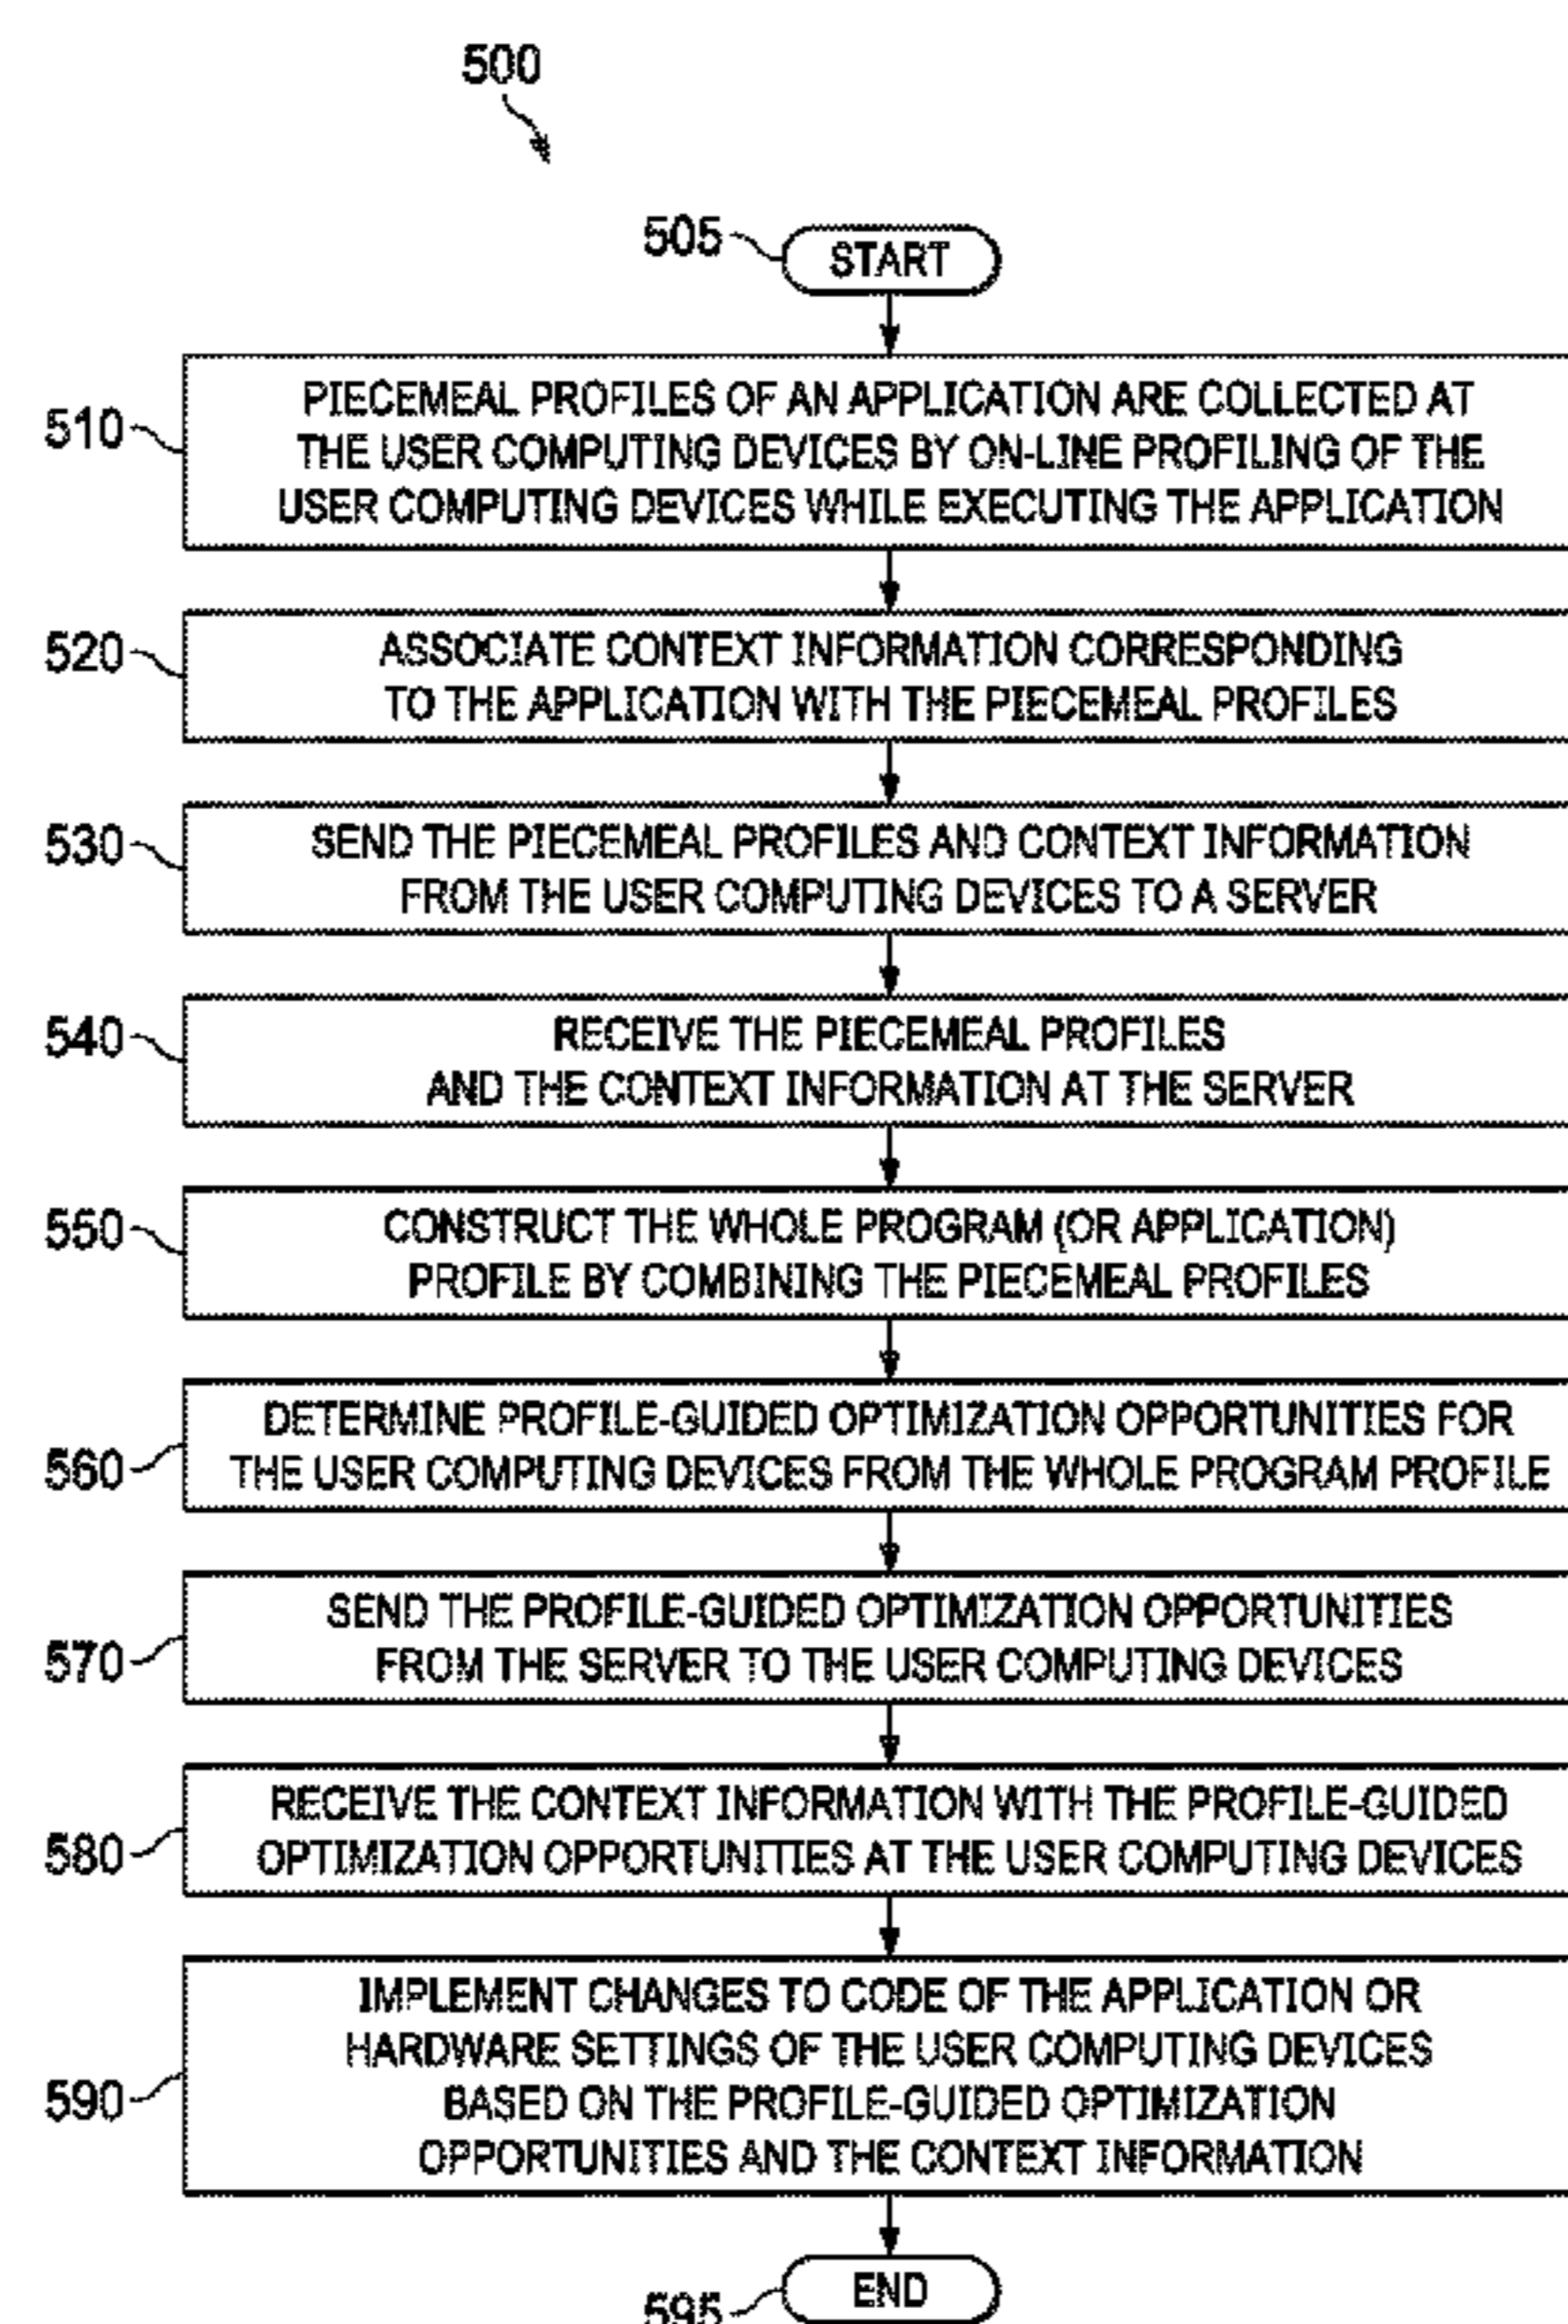 500
505
START
510
PIECEMEAL PROFILES OF AN APPLICATION ARE COLLECTED AT
THE USER COMPUTING DEVICES BY ON-LINE PROFILING OF THE
USER COMPUTING DEVICES WHILE EXECUTING THE APPLICATION
520
ASSOCIATE CONTEXT INFORMATION CORRESPONDING
TO THE APPLICATION WITH THE PIECEMEAL PROFILES
530
SEND THE PIECEMEAL PROFILES AND CONTEXT INFORMATION
FROM THE USER COMPUTING DEVICES TO A SERVER
540
RECEIVE THE PIECEMEAL PROFILES
AND THE CONTEXT INFORMATION AT THE SERVER
550
CONSTRUCT THE WHOLE PROGRAM (OR APPLICATION)
PROFILE BY COMBINING THE PIECEMEAL PROFILES
560
DETERMINE PROFILE-GUIDED OPTIMIZATION OPPORTUNITIES FOR
THE USER COMPUTING DEVICES FROM THE WHOLE PROGRAM PROFILE
570
SEND THE PROFILE-GUIDED OPTIMIZATION OPPORTUNITIES
FROM THE SERVER TO THE USER COMPUTING DEVICES
580
RECEIVE THE CONTEXT INFORMATION WITH THE PROFILE-GUIDED
OPTIMIZATION OPPORTUNITIES AT THE USER COMPUTING DEVICES
590
IMPLEMENT CHANGES TO CODE OF THE APPLICATION OR
HARDWARE SETTINGS OF THE USER COMPUTING DEVICES
BASED ON THE PROFILE-GUIDED OPTIMIZATION
OPPORTUNITIES AND THE CONTEXT INFORMATION
595
END